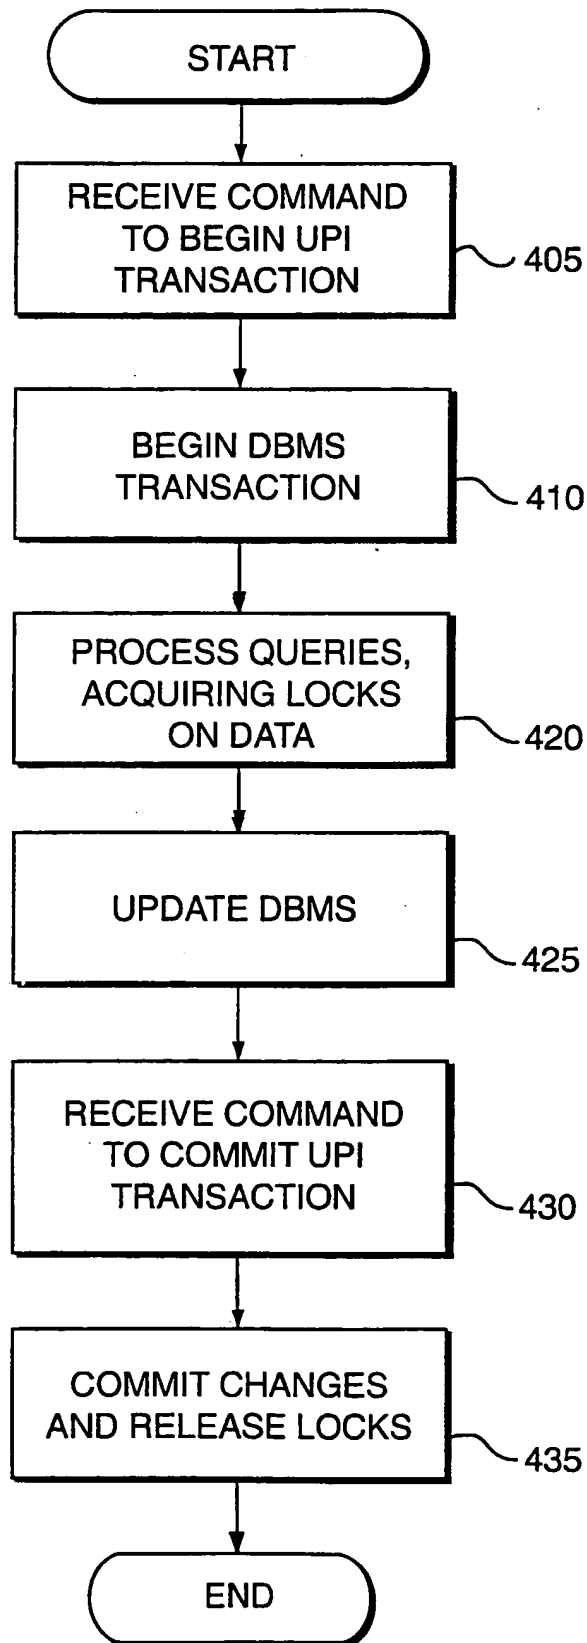 START
RECEIVE COMMAND
TO BEGIN UPI
TRANSACTION
405
BEGIN DBMS
TRANSACTION
410
PROCESS QUERIES,
ACQUIRING LOCKS
ON DATA
420
UPDATE DBMS
425
RECEIVE COMMAND
TO COMMIT UPI
TRANSACTION
430
COMMIT CHANGES
AND RELEASE LOCKS
435
END